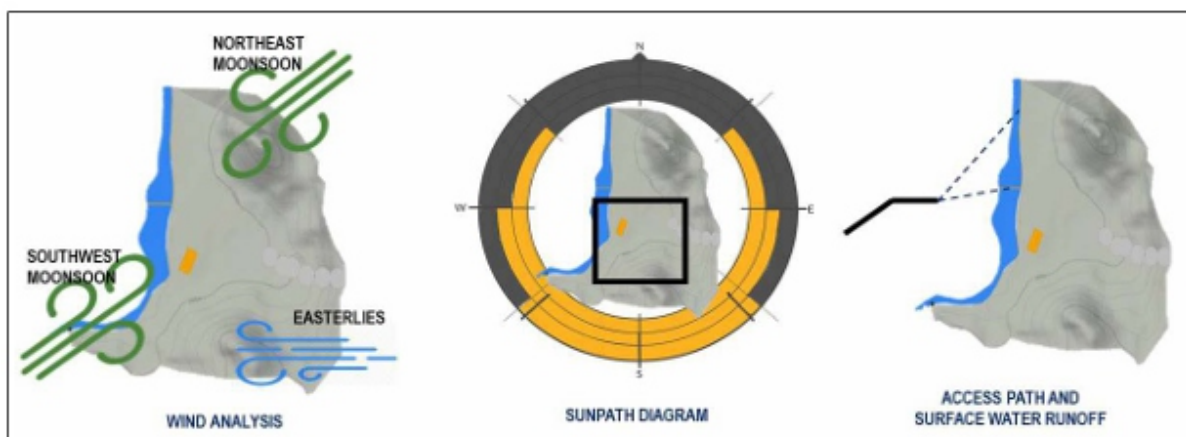 NORTHEAST
MOONSOON
SOUTHWEST
MOONSOON
EASTERLIES
WIND ANALYSIS
N
W
E
S
SUNPATH DIAGRAM
ACCESS PATH AND
SURFACE WATER RUNOFF